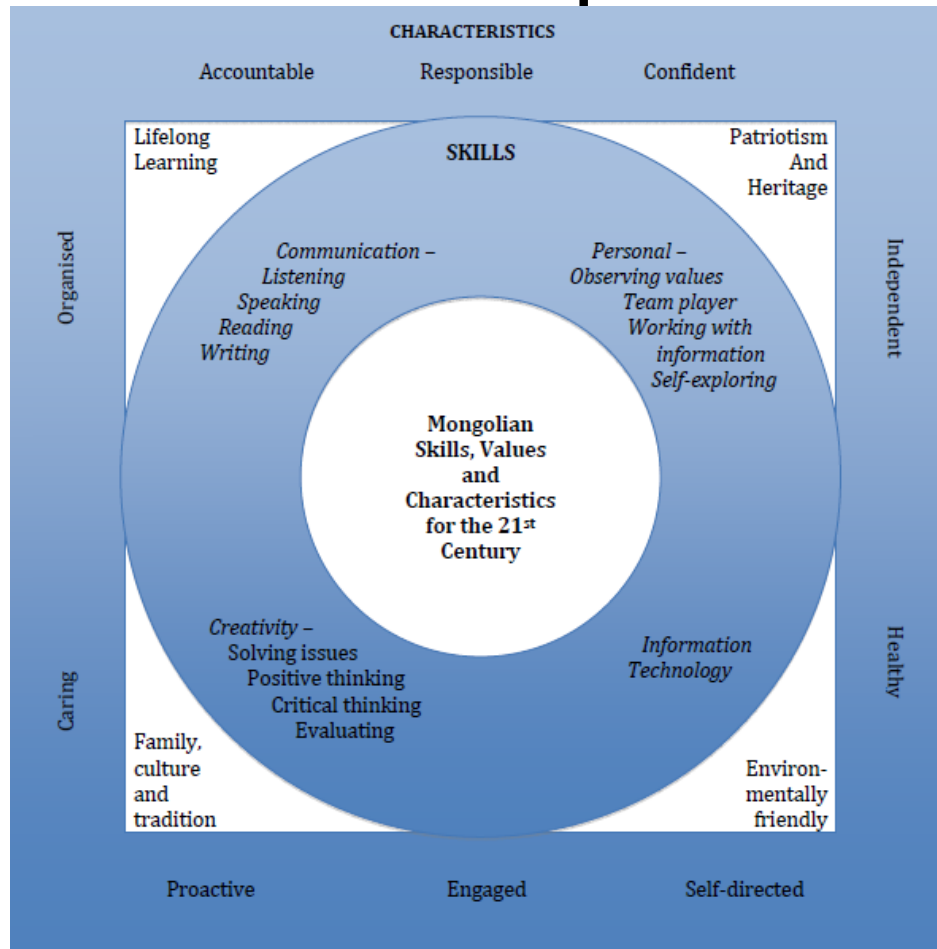 CHARACTERISTICS
Accountable Responsible Confident
Lifelong
Learning
SKILLS
Patriotism
And
Heritage
Organised
Independent
Communication –
Listening
Speaking
Reading
Writing
Personal –
Observing values
Team player
Working with
information
Self-exploring
Mongolian
Skills, Values
and
Characteristics
for the 21st
Century
Creativity –
Solving issues
Positive thinking
Critical thinking
Evaluating
Information
Technology
Caring
Healthy
Family,
culture
and
tradition
Environ-
mentally
friendly
Proactive Engaged Self-directed